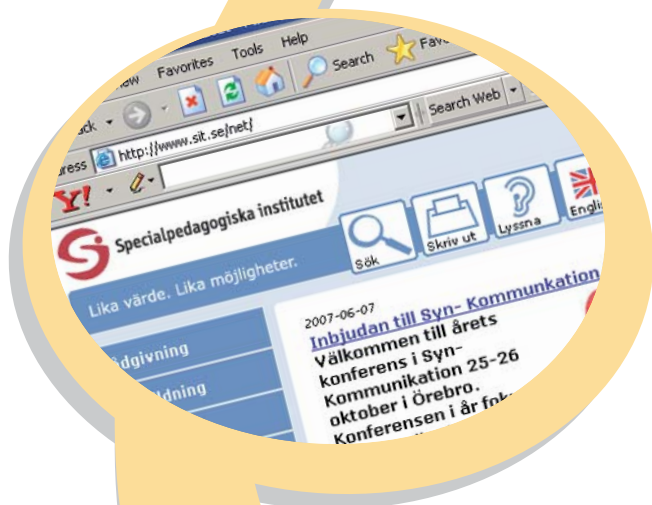 Favorites Tools Help
Search
http://www.sit.se/net/
Search Web
Y!
Specialpedagogiska institutet
Sök
Skriv ut
Lyssna
Lika värde. Lika möjligheter.
2007-06-07
Inbjudan till Syn- Kommunkation
Välkommen till årets
konferens i Syn-
Kommunikation 25-26
oktober i Örebro.
Konferensen i år